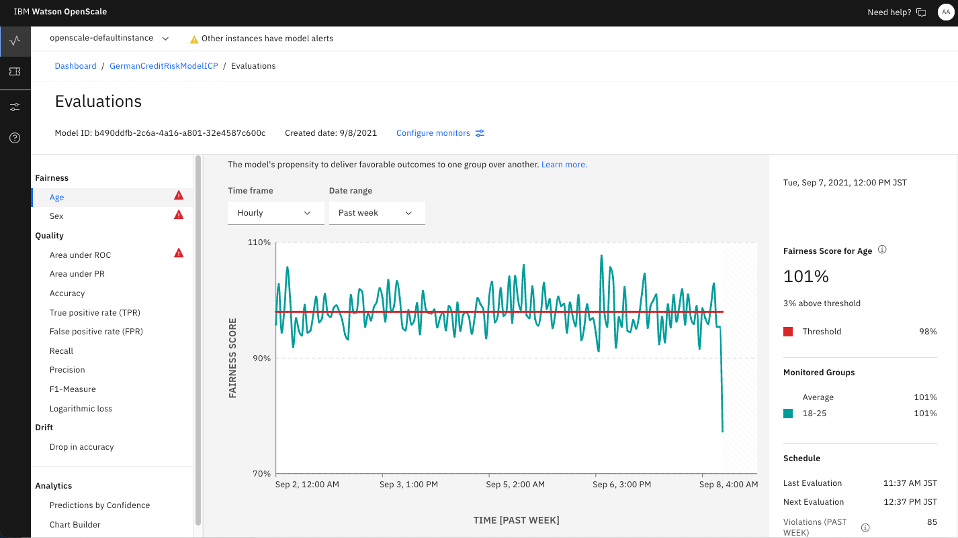 IBM Watson OpenScale
Need help?
AA
openscale-defaultinstance
Other instances have model alerts
Dashboard / GermanCreditRiskModelICP / Evaluations
Evaluations
Model ID: b490ddfb-2c6a-4a16-a801-32e4587c600c
Created date: 9/8/2021
Configure monitors
Fairness
Age
Sex
Quality
Area under ROC
Area under PR
Accuracy
True positive rate (TPR)
False positive rate (FPR)
Recall
Precision
F1-Measure
Logarithmic loss
Drift
Drop in accuracy
Analytics
Predictions by Confidence
Chart Builder
The model's propensity to deliver favorable outcomes to one group over another. Learn more.
Time frame
Date range
Hourly
Past week
110%
90%
70%
FAIRNESS SCORE
Sep 2, 12:00 AM
Sep 3, 1:00 PM
Sep 5, 2:00 AM
Sep 6, 3:00 PM
Sep 8, 4:00 AM
TIME [PAST WEEK]
Tue, Sep 7, 2021, 12:00 PM JST
Fairness Score for Age
101%
3% above threshold
Threshold 98%
Monitored Groups
Average 101%
18-25 101%
Schedule
Last Evaluation 11:37 AM JST
Next Evaluation 12:37 PM JST
Violations (PAST 85
WEEK)